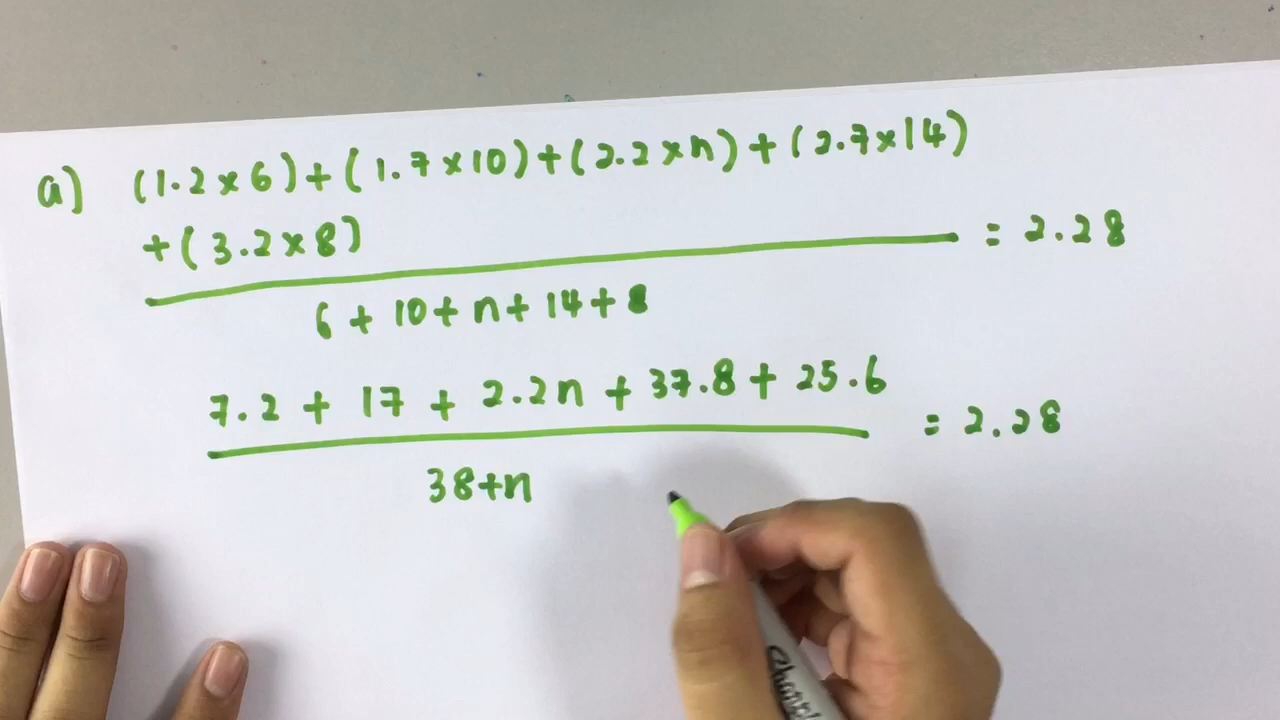 a) (1.2×6)+(1.7×10)+(2.2×n)+(2.7×14)
+(3.2×8)
= 2.28
6+10+n+14+8
7.2 + 17 + 2.2n + 37.8 + 25.6
= 2.28
38+n